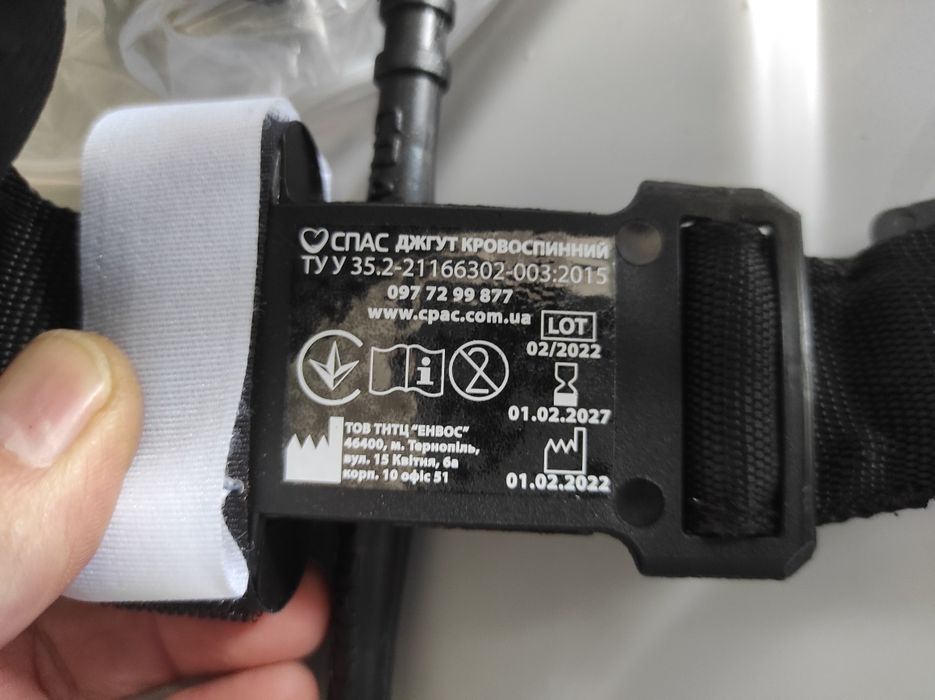 СПАС ДЖГУТ КРОВОСПИННИЙ
ТУ У 35.2-21166302-003:2015
097 72 99 877
www.cpac.com.ua
LOT
02/2022
i
2
01.02.2027
ТОВ ТНТЦ "ЕНВОС"
46400, м. Тернопіль,
вул. 15 Квітня, 6а
корп. 10 офіс 51
01.02.2022